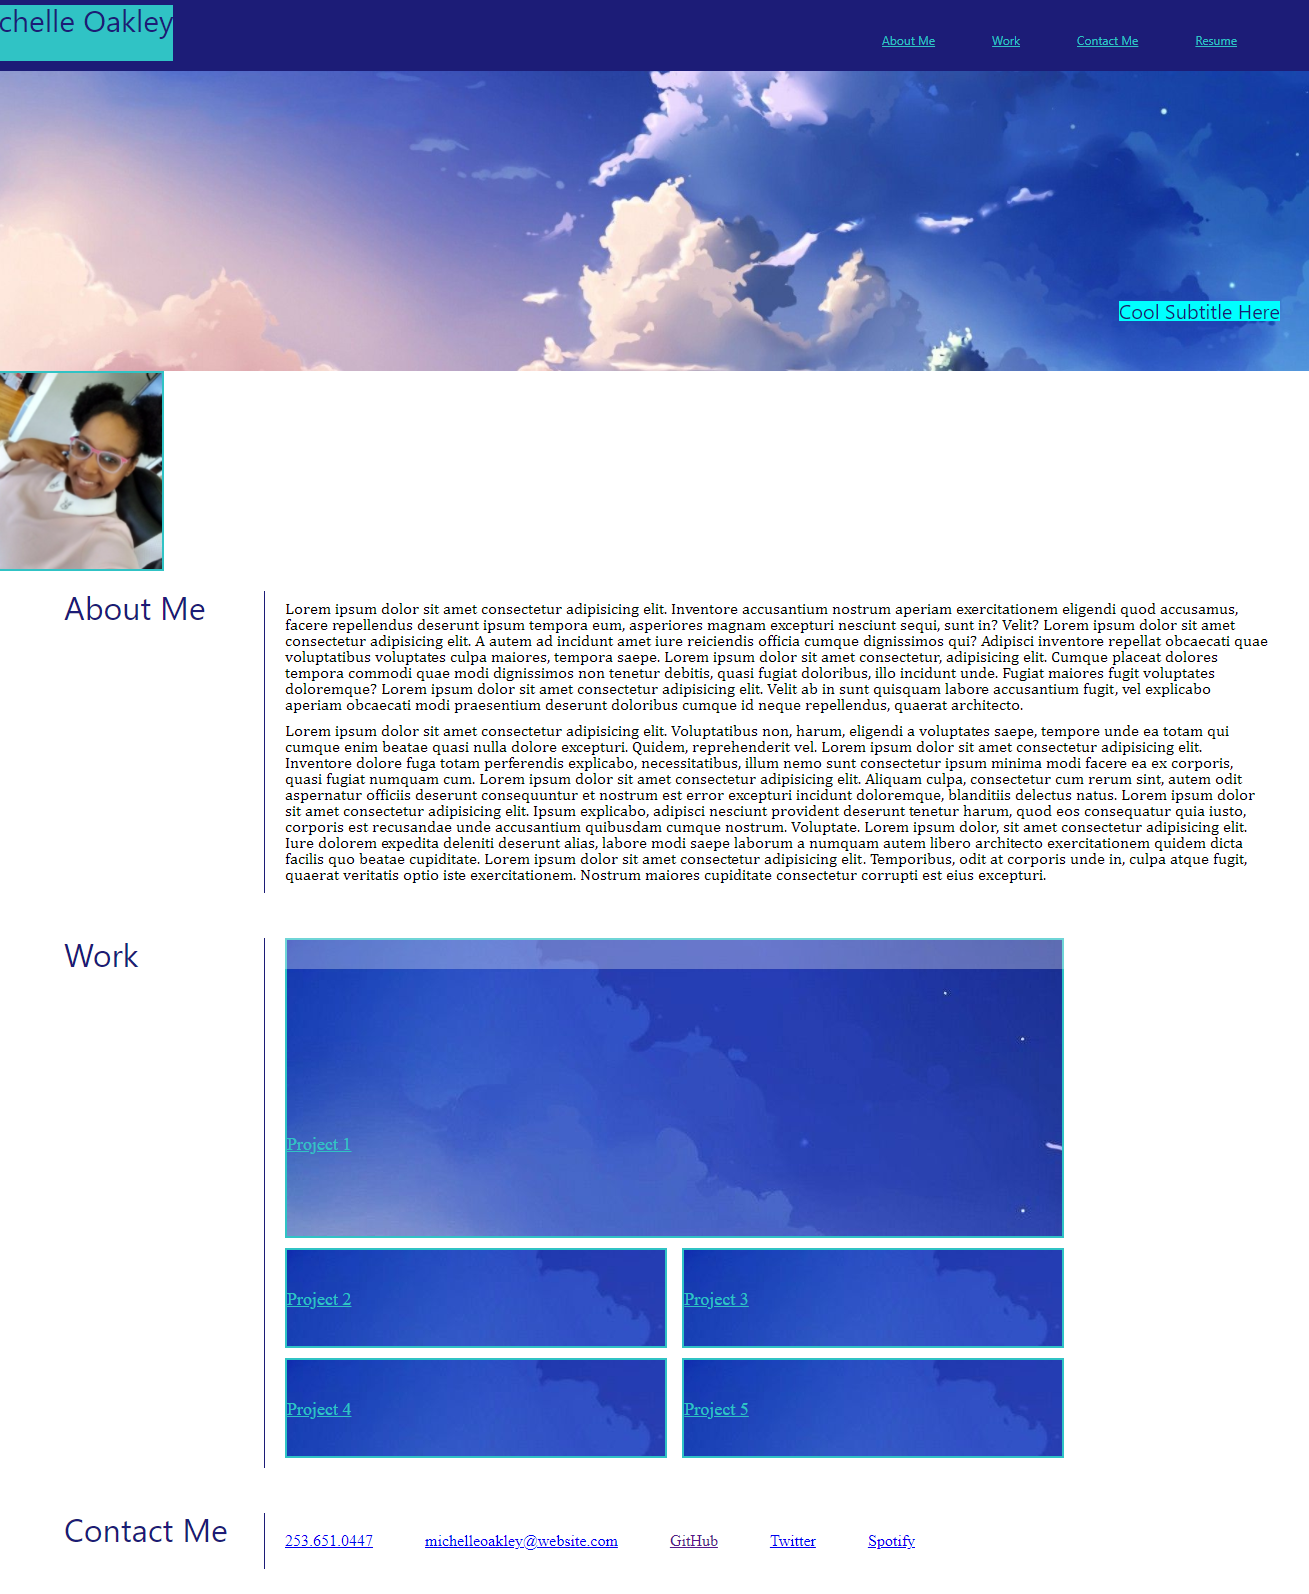 chelle Oakley
About Me
Work
Contact Me
Resume
Cool Subtitle Here
About Me
Lorem ipsum dolor sit amet consectetur adipisicing elit. Inventore accusantium nostrum aperiam exercitationem eligendi quod accusamus,
facere repellendus deserunt ipsum tempora eum, asperiores magnam excepturi nesciunt sequi, sunt in? Velit? Lorem ipsum dolor sit amet
consectetur adipisicing elit. A autem ad incidunt amet iure reiciendis officia cumque dignissimos qui? Adipisci inventore repellat obcaecati quae
voluptatibus voluptates culpa maiores, tempora saepe. Lorem ipsum dolor sit amet consectetur, adipisicing elit. Cumque placeat dolores
tempora commodi quae modi dignissimos non tenetur debitis, quasi fugiat doloribus, illo incidunt unde. Fugiat maiores fugit voluptates
doloremque? Lorem ipsum dolor sit amet consectetur adipisicing elit. Velit ab in sunt quisquam labore accusantium fugit, vel explicabo
aperiam obcaecati modi praesentium deserunt doloribus cumque id neque repellendus, quaerat architecto.
Lorem ipsum dolor sit amet consectetur adipisicing elit. Voluptatibus non, harum, eligendi a voluptates saepe, tempore unde ea totam qui
cumque enim beatae quasi nulla dolore excepturi. Quidem, reprehenderit vel. Lorem ipsum dolor sit amet consectetur adipisicing elit.
Inventore dolore fuga totam perferendis explicabo, necessitatibus, illum nemo sunt consectetur ipsum minima modi facere ea ex corporis,
quasi fugiat numquam cum. Lorem ipsum dolor sit amet consectetur adipisicing elit. Aliquam culpa, consectetur cum rerum sint, autem odit
aspernatur officiis deserunt consequuntur et nostrum est error excepturi incidunt doloremque, blanditiis delectus natus. Lorem ipsum dolor
sit amet consectetur adipisicing elit. Ipsum explicabo, adipisci nesciunt provident deserunt tenetur harum, quod eos consequatur quia iusto,
corporis est recusandae unde accusantium quibusdam cumque nostrum. Voluptate. Lorem ipsum dolor, sit amet consectetur adipisicing elit.
Iure dolorem expedita deleniti deserunt alias, labore modi saepe laborum a numquam autem libero architecto exercitationem quidem dicta
facilis quo beatae cupiditate. Lorem ipsum dolor sit amet consectetur adipisicing elit. Temporibus, odit at corporis unde in, culpa atque fugit,
quaerat veritatis optio iste exercitationem. Nostrum maiores cupiditate consectetur corrupti est eius excepturi.
Work
Project 1
Project 2
Project 3
Project 4
Project 5
Contact Me
253.651.0447
michelleoakley@website.com
GitHub
Twitter
Spotify